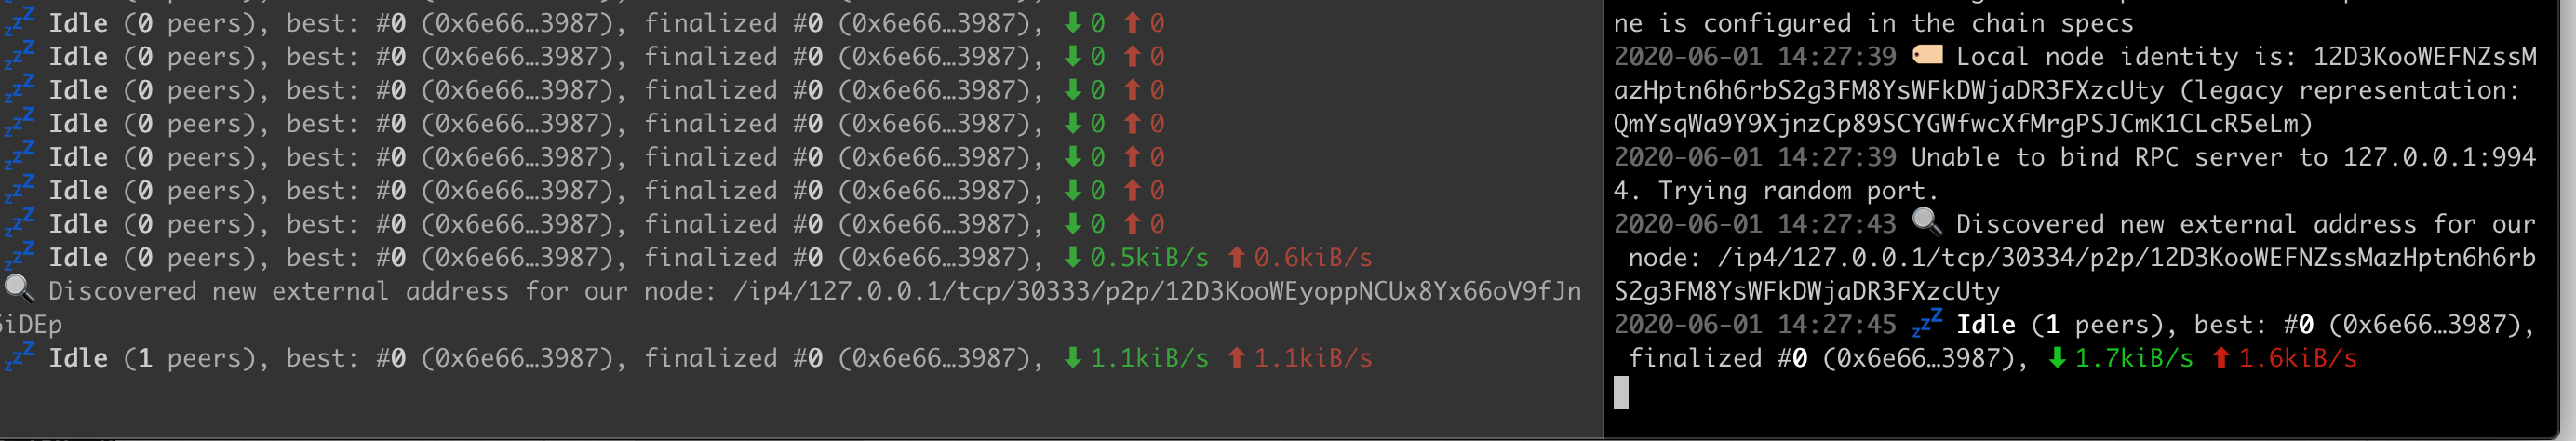 Idle (0 peers), best: #0 (0x6e66…3987), finalized #0 (0x6e66…3987), ⬇ 0 ⬆ 0
Idle (0 peers), best: #0 (0x6e66…3987), finalized #0 (0x6e66…3987), ⬇ 0 ⬆ 0
Idle (0 peers), best: #0 (0x6e66…3987), finalized #0 (0x6e66…3987), ⬇ 0 ⬆ 0
Idle (0 peers), best: #0 (0x6e66…3987), finalized #0 (0x6e66…3987), ⬇ 0 ⬆ 0
Idle (0 peers), best: #0 (0x6e66…3987), finalized #0 (0x6e66…3987), ⬇ 0 ⬆ 0
Idle (0 peers), best: #0 (0x6e66…3987), finalized #0 (0x6e66…3987), ⬇ 0 ⬆ 0
Idle (0 peers), best: #0 (0x6e66…3987), finalized #0 (0x6e66…3987), ⬇ 0 ⬆ 0
Idle (0 peers), best: #0 (0x6e66…3987), finalized #0 (0x6e66…3987), ⬇ 0.5kiB/s ⬆ 0.6kiB/s
🔍 Discovered new external address for our node: /ip4/127.0.0.1/tcp/30333/p2p/12D3KooWEyoppNCUx8Yx66oV9fJn
iDEp
Idle (1 peers), best: #0 (0x6e66…3987), finalized #0 (0x6e66…3987), ⬇ 1.1kiB/s ⬆ 1.1kiB/s
ne is configured in the chain specs
2020-06-01 14:27:39 🏷 Local node identity is: 12D3KooWEFNZssM
azHptn6h6rbS2g3FM8YsWFkDWjaDR3FXzcUty (legacy representation:
QmYsqWa9Y9XjnzCp89SCYGWfwcXfMrgPSJCmK1CLcR5eLm)
2020-06-01 14:27:39 Unable to bind RPC server to 127.0.0.1:994
4. Trying random port.
2020-06-01 14:27:43 🔍 Discovered new external address for our
node: /ip4/127.0.0.1/tcp/30334/p2p/12D3KooWEFNZssMazHptn6h6rb
S2g3FM8YsWFkDWjaDR3FXzcUty
2020-06-01 14:27:45 💤 Idle (1 peers), best: #0 (0x6e66…3987),
finalized #0 (0x6e66…3987), ⬇ 1.7kiB/s ⬆ 1.6kiB/s